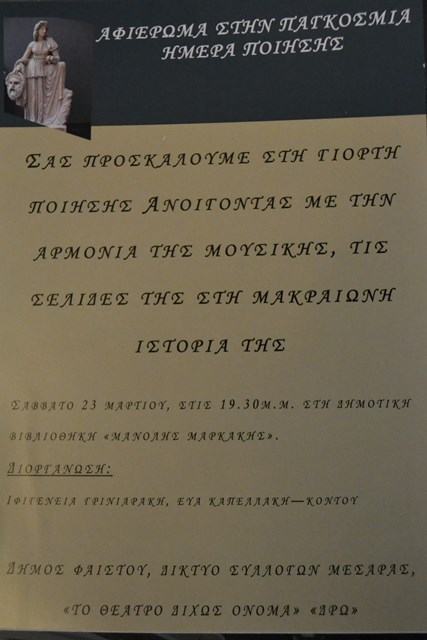 ΑΦΙΕΡΩΜΑ ΣΤΗΝ ΠΑΓΚΟΣΜΙΑ
ΗΜΕΡΑ ΠΟΙΗΣΗΣ
ΣΑΣ ΠΡΟΣΚΑΛΟΥΜΕ ΣΤΗ ΓΙΟΡΤΗ
ΠΟΙΗΣΗΣ ΑΝΟΙΓΟΝΤΑΣ ΜΕ ΤΗΝ
ΑΡΜΟΝΙΑ ΤΗΣ ΜΟΥΣΙΚΗΣ, ΤΙΣ
ΣΕΛΙΔΕΣ ΤΗΣ ΣΤΗ ΜΑΚΡΑΙΩΝΗ
ΙΣΤΟΡΙΑ ΤΗΣ
ΣΑΒΒΑΤΟ 23 ΜΑΡΤΙΟΥ, ΣΤΙΣ 19.30Μ.Μ. ΣΤΗ ΔΗΜΟΤΙΚΗ
ΒΙΒΛΙΟΘΗΚΗ «ΜΑΝΟΛΗΣ ΜΑΡΚΑΚΗΣ».
ΔΙΟΡΓΑΝΩΣΗ:
ΙΦΙΓΕΝΕΙΑ ΓΡΙΝΙΑΡΑΚΗ, ΕΥΑ ΚΑΠΕΛΛΑΚΗ—ΚΟΝΤΟΥ
ΔΗΜΟΣ ΦΑΙΣΤΟΥ, ΔΙΚΤΥΟ ΣΥΛΛΟΓΩΝ ΜΕΣΑΡΑΣ,
«ΤΟ ΘΕΑΤΡΟ ΔΙΧΩΣ ΟΝΟΜΑ» «ΔΡΩ»